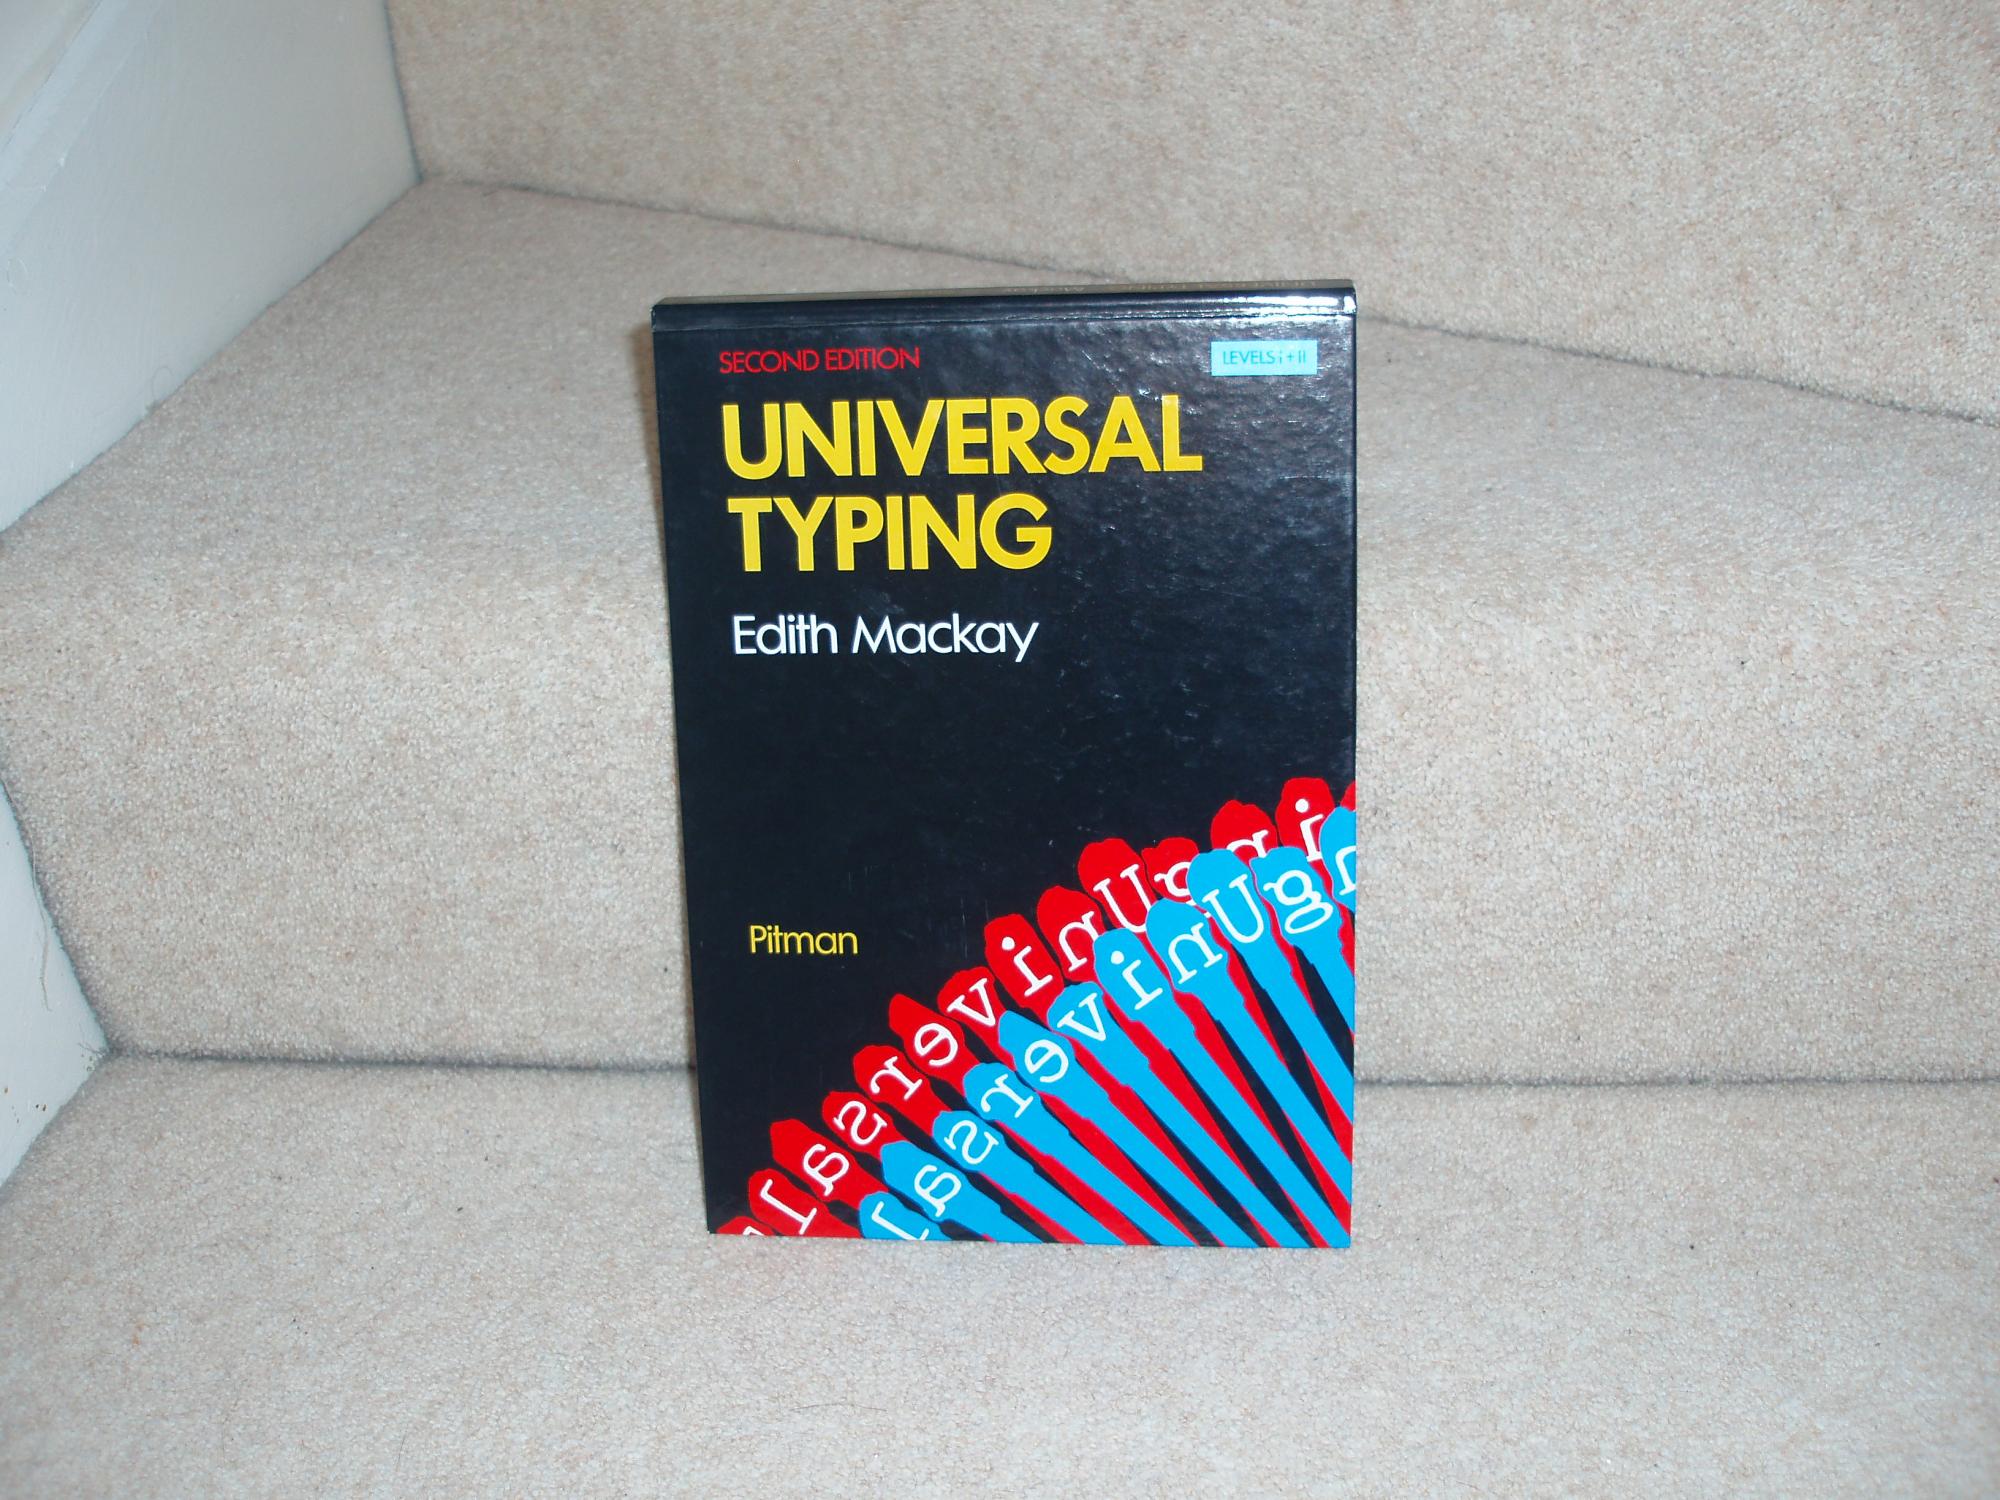 SECOND EDITION
LEVELS I + II
UNIVERSAL
TYPING
Edith Mackay
Pitman